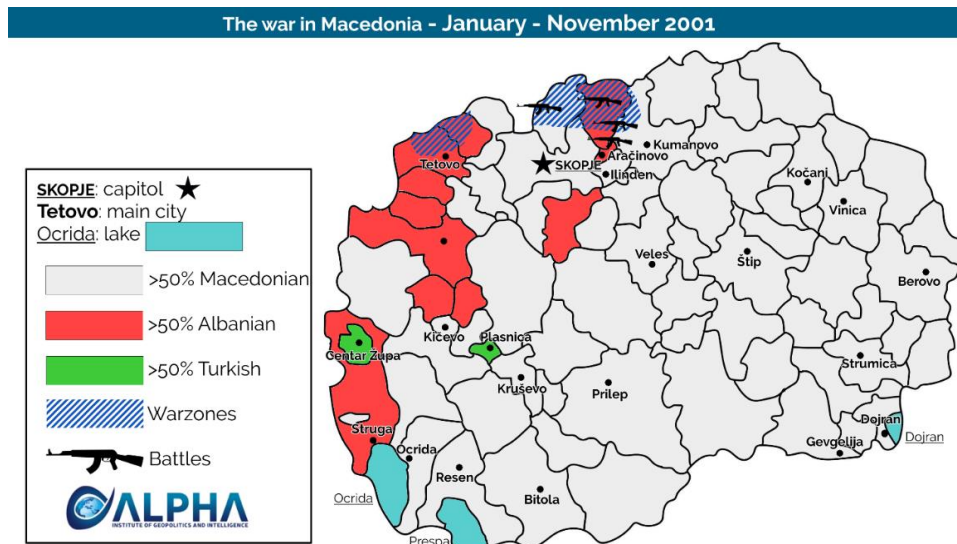 The war in Macedonia - January - November 2001
SKOPJE: capitol
Tetovo: main city
Ocrida: lake
>50% Macedonian
>50% Albanian
>50% Turkish
Warzones
Battles
ALPHA
INSTITUTE OF GEOPOLITICS AND INTELLIGENCE
Tetovo
SKOPJE
Aračinovo
Kumanovo
Ilinden
Kočani
Vinica
Veles
Štip
Berovo
Kičevo
Plasnica
Centar Župa
Kruševo
Prilep
Strumica
Struga
Ocrida
Resen
Bitola
Gevgelija
Dojran
Dojran
Ocrida
Prespa